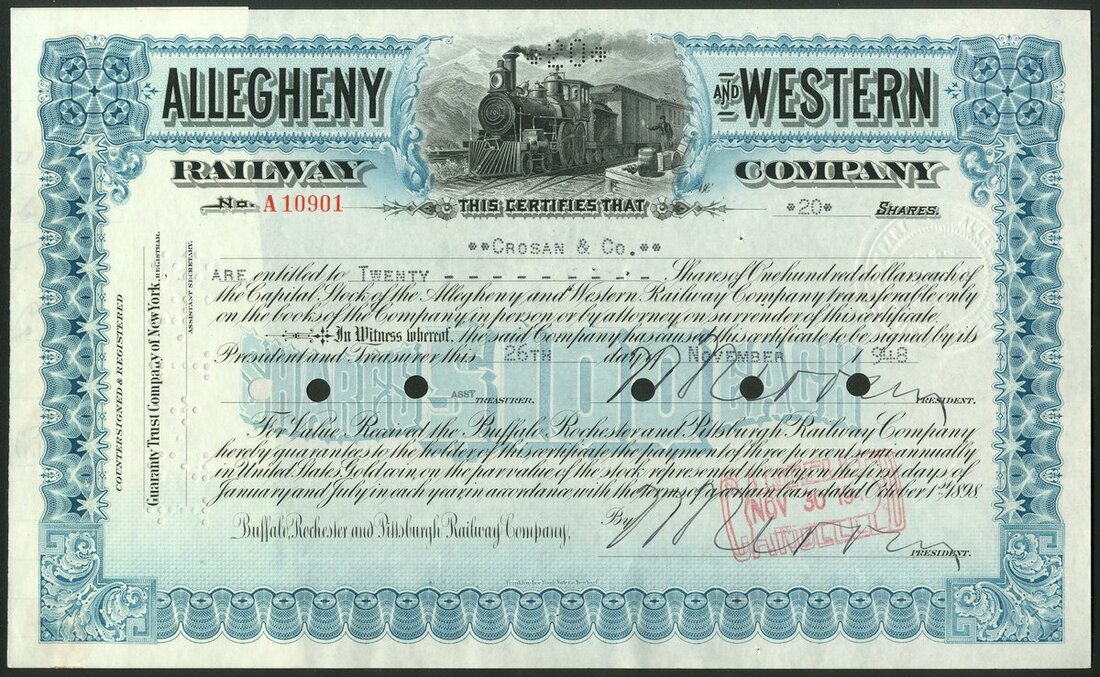 ALLEGHENY AND WESTERN
RAILWAY COMPANY
No. A 10901
THIS CERTIFIES THAT
*20* SHARES.
**CROSAN & CO.**
ARE entitled to TWENTY - - - - - - - - - - Shares of One hundred dollars each of
the Capital Stock of the Allegheny and Western Railway Company, transferable only
on the books of the Company in person or by attorney on surrender of this certificate.
In Witness whereof, the said Company has caused this certificate to be signed by its
President and Treasurer this 26TH day NOVEMBER 1948
SHARES $100 EACH
ASST TREASURER. PRESIDENT.
For Value Received the Buffalo Rochester and Pittsburgh Railway Company
hereby guarantees to the holder of this certificate the payment of three per cent semi-annually
in United States Gold coin, on the par value of the stock represented hereby on the first days of
January and July in each year in accordance with the terms of a certain lease dated October 1st 1898.
Buffalo, Rochester and Pittsburgh Railway Company,
By
PRESIDENT.
NOV 30 19
COUNTERSIGNED & REGISTERED
Guaranty Trust Company of New York, REGISTRAR.
ASSISTANT SECRETARY.